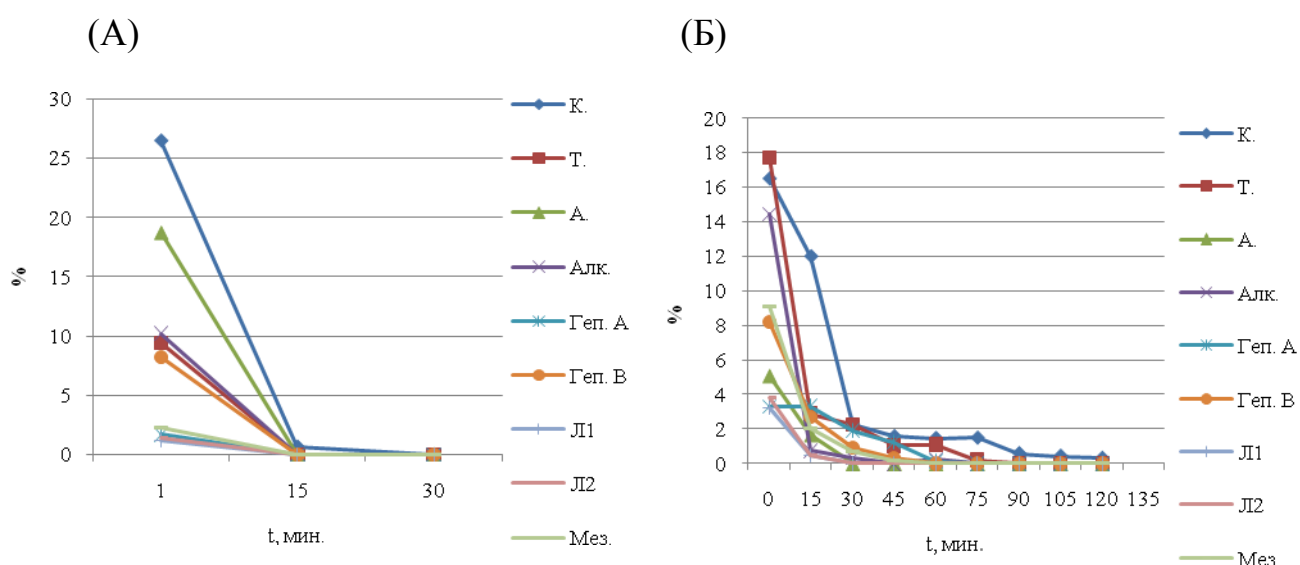 (А)
30
25
20
15
10
5
0
%
1 15 30
t, мин.
К.
Т.
А.
Алк.
Геп. А
Геп. В
Л1
Л2
Мез.
(Б)
20
18
16
14
12
10
8
6
4
2
0
%
0 15 30 45 60 75 90 105 120 135
t, мин.
К.
Т.
А.
Алк.
Геп. А
Геп. В
Л1
Л2
Мез